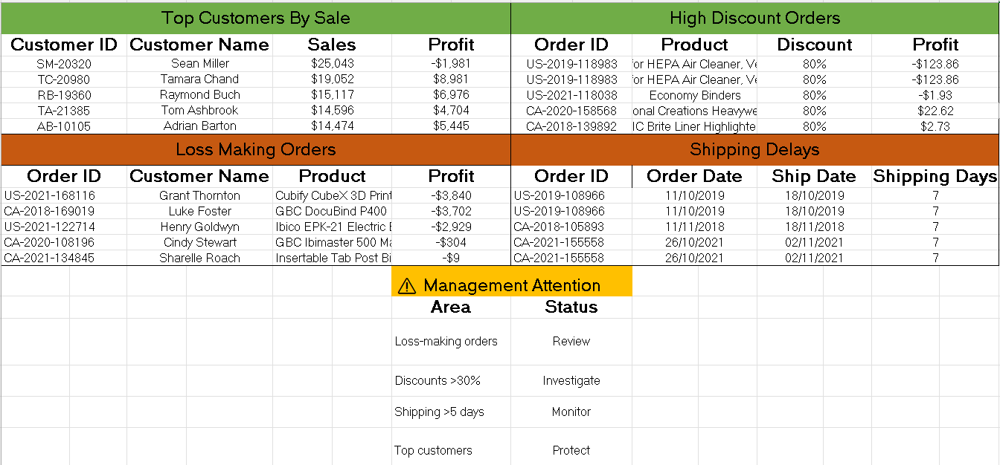 Top Customers By Sale High Discount Orders
Customer ID Customer Name Sales Profit Order ID Product Discount Profit
SM-20320 Sean Miller $25,043 -$1,981 US-2019-118983 for HEPA Air Cleaner, Ve 80% -$123.86
TC-20980 Tamara Chand $19,052 $8,981 US-2019-118983 for HEPA Air Cleaner, Ve 80% -$123.86
RB-19360 Raymond Buch $15,117 $6,976 US-2021-118038 Economy Binders 80% -$1.93
TA-21385 Tom Ashbrook $14,596 $4,704 CA-2020-158568 onal Creations Heavywe 80% $22.62
AB-10105 Adrian Barton $14,474 $5,445 CA-2018-139892 IC Brite Liner Highlighte 80% $2.73
Loss Making Orders Shipping Delays
Order ID Customer Name Product Profit Order ID Order Date Ship Date Shipping Days
US-2021-168116 Grant Thornton Cubify CubeX 3D Print -$3,840 US-2019-108966 11/10/2019 18/10/2019 7
CA-2018-169019 Luke Foster GBC DocuBind P400 -$3,702 US-2019-108966 11/10/2019 18/10/2019 7
US-2021-122714 Henry Goldwyn Ibico EPK-21 Electric -$2,929 CA-2018-105893 11/11/2018 18/11/2018 7
CA-2020-108196 Cindy Stewart GBC Ibimaster 500 Ma -$304 CA-2021-155558 26/10/2021 02/11/2021 7
CA-2021-134845 Sharelle Roach Insertable Tab Post Bi -$9 CA-2021-155558 26/10/2021 02/11/2021 7
⚠ Management Attention
Area Status
Loss-making orders Review
Discounts >30% Investigate
Shipping >5 days Monitor
Top customers Protect